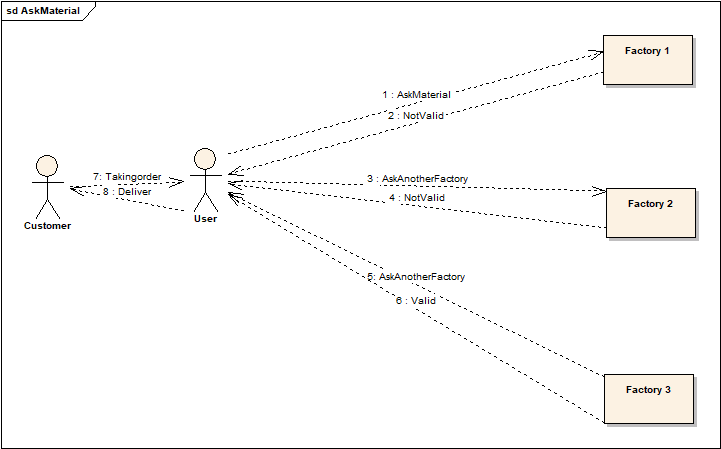 sd AskMaterial
Factory 1
1 : AskMaterial
2 : NotValid
7: Takingorder
8 : Deliver
3 : AskAnotherFactory
4 : NotValid
Factory 2
User
Customer
5: AskAnotherFactory
6 : Valid
Factory 3